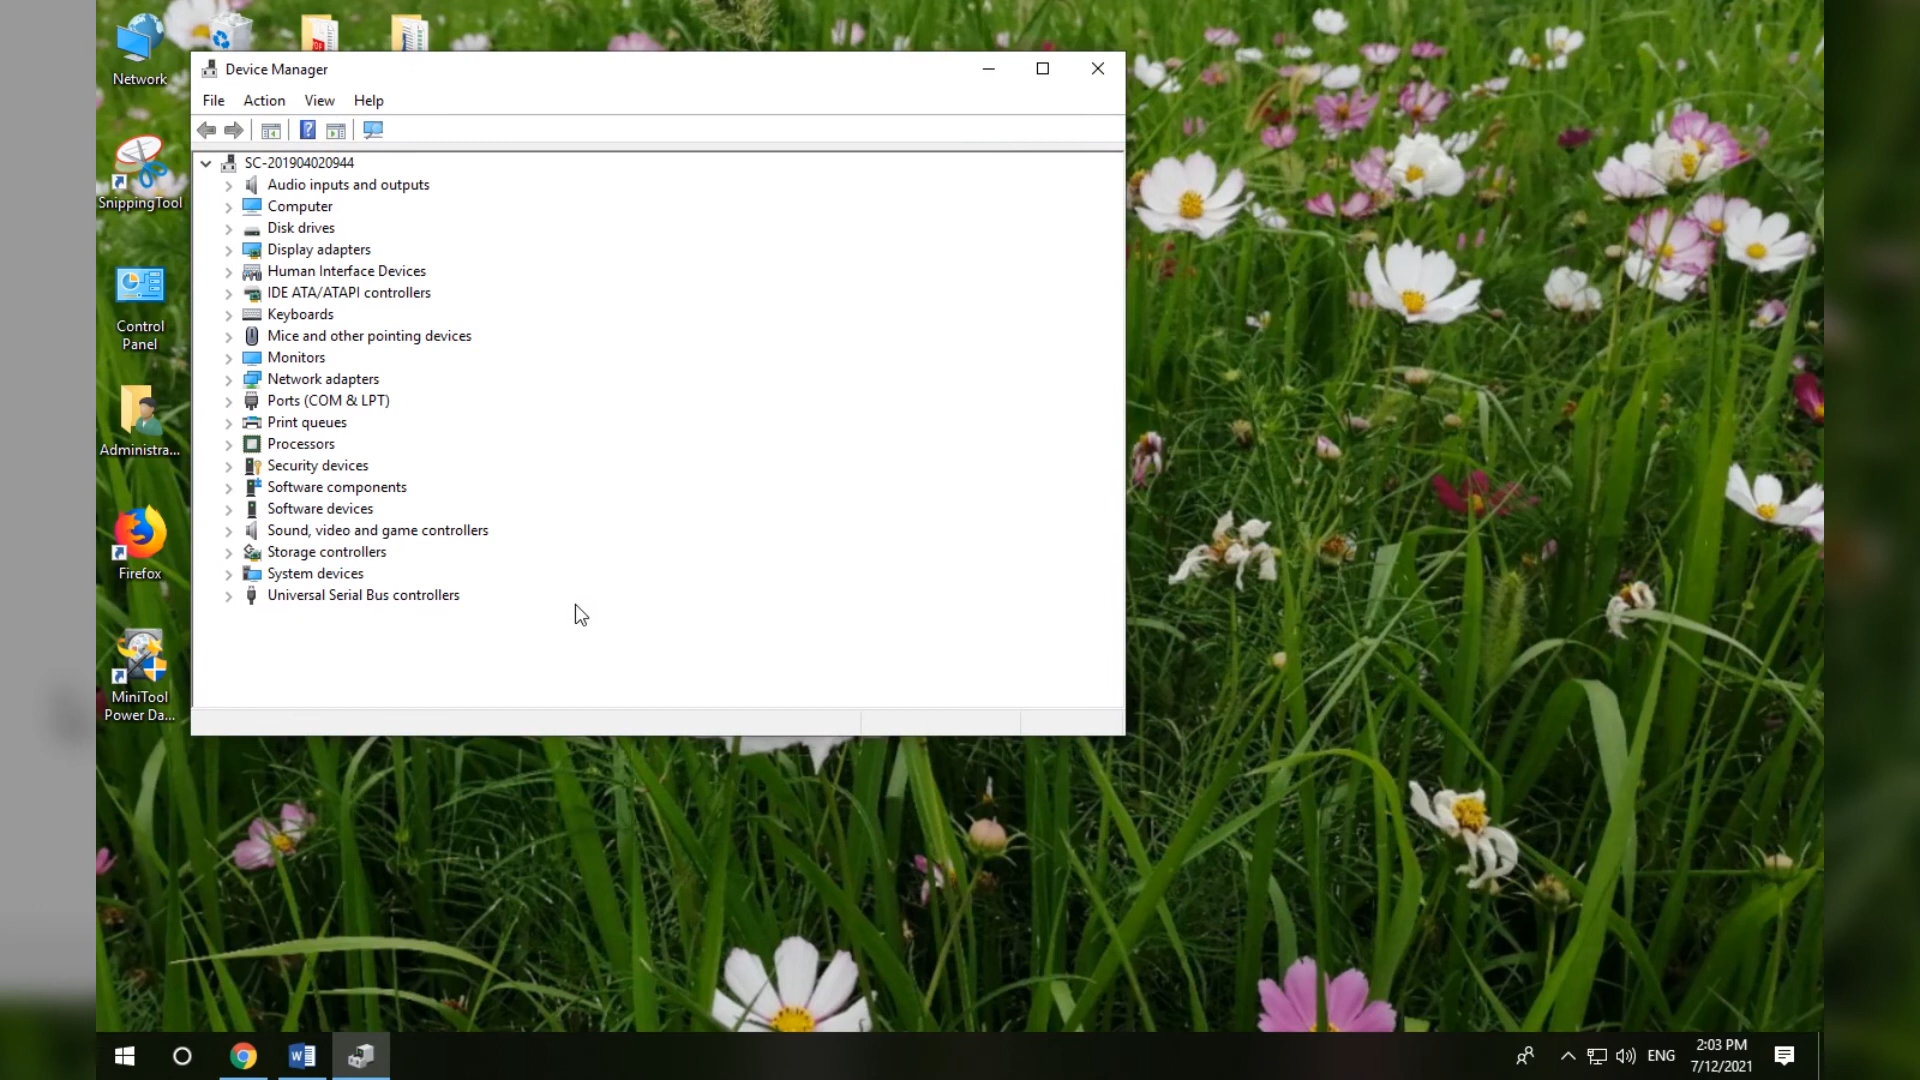 Network
SnippingTool
Control
Panel
Administra...
Firefox
MiniTool
Power Da...
Device Manager
File Action View Help
SC-201904020944
Audio inputs and outputs
Computer
Disk drives
Display adapters
Human Interface Devices
IDE ATA/ATAPI controllers
Keyboards
Mice and other pointing devices
Monitors
Network adapters
Ports (COM & LPT)
Print queues
Processors
Security devices
Software components
Software devices
Sound, video and game controllers
Storage controllers
System devices
Universal Serial Bus controllers
ENG
2:03 PM
7/12/2021